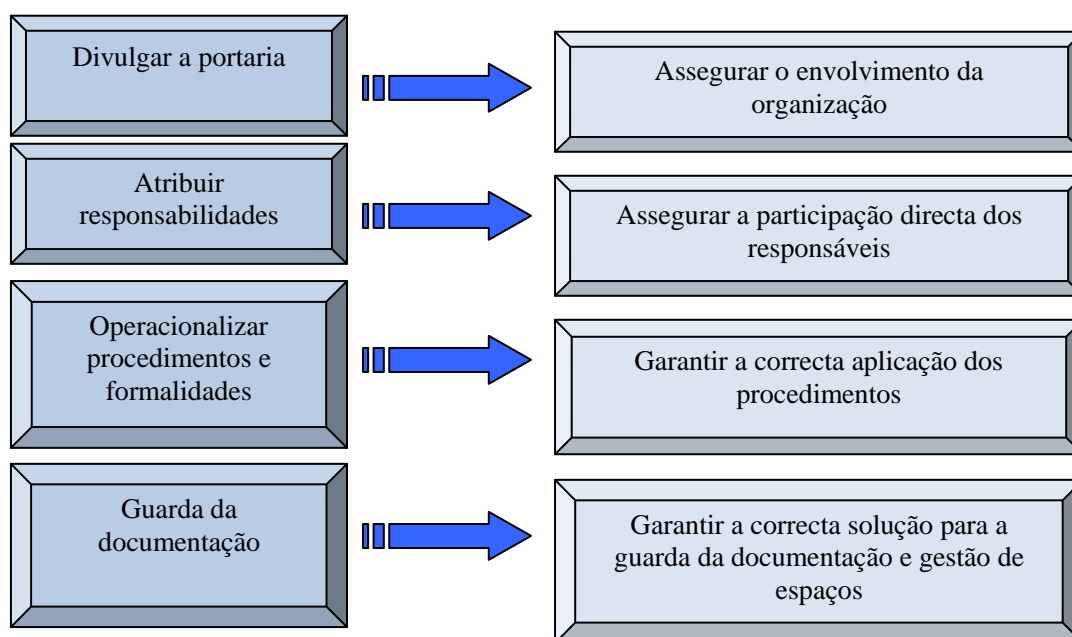 Divulgar a portaria
Assegurar o envolvimento da
organização
Atribuir
responsabilidades
Assegurar a participação directa dos
responsáveis
Operacionalizar
procedimentos e
formalidades
Garantir a correcta aplicação dos
procedimentos
Guarda da
documentação
Garantir a correcta solução para a
guarda da documentação e gestão de
espaços